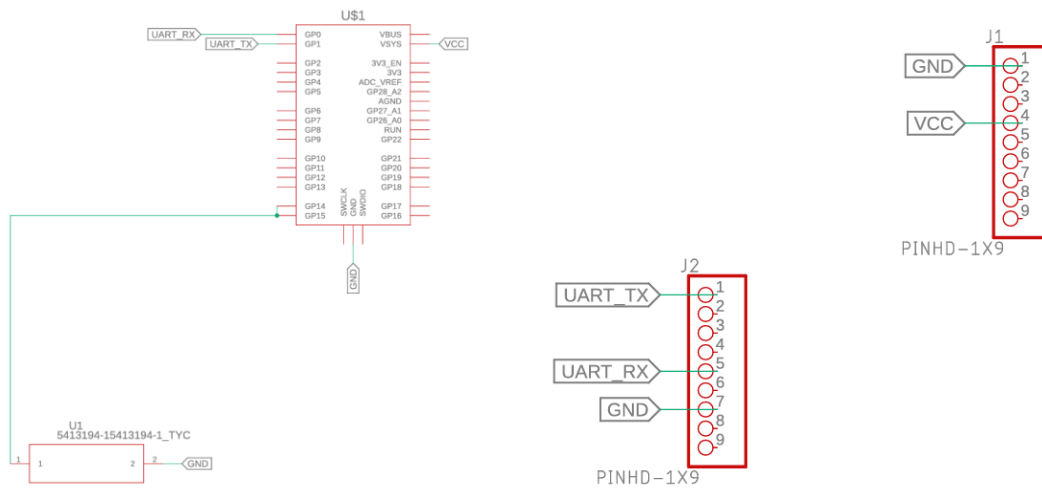 U$1
UART_RX
UART_TX
GP0
GP1
GP2
GP3
GP4
GP5
GP6
GP7
GP8
GP9
GP10
GP11
GP12
GP13
GP14
GP15
VBUS
VSYS
3V3_EN
3V3
ADC_VREF
GP28_A2
AGND
GP27_A1
GP26_A0
RUN
GP22
GP21
GP20
GP19
GP18
GP17
GP16
VCC
SWCLK
GND
SWDIO
GND
U1
5413194-15413194-1_TYC
1
1
2
2
GND
J1
GND
VCC
1
2
3
4
5
6
7
8
9
PINHD-1X9
J2
UART_TX
UART_RX
GND
1
2
3
4
5
6
7
8
9
PINHD-1X9